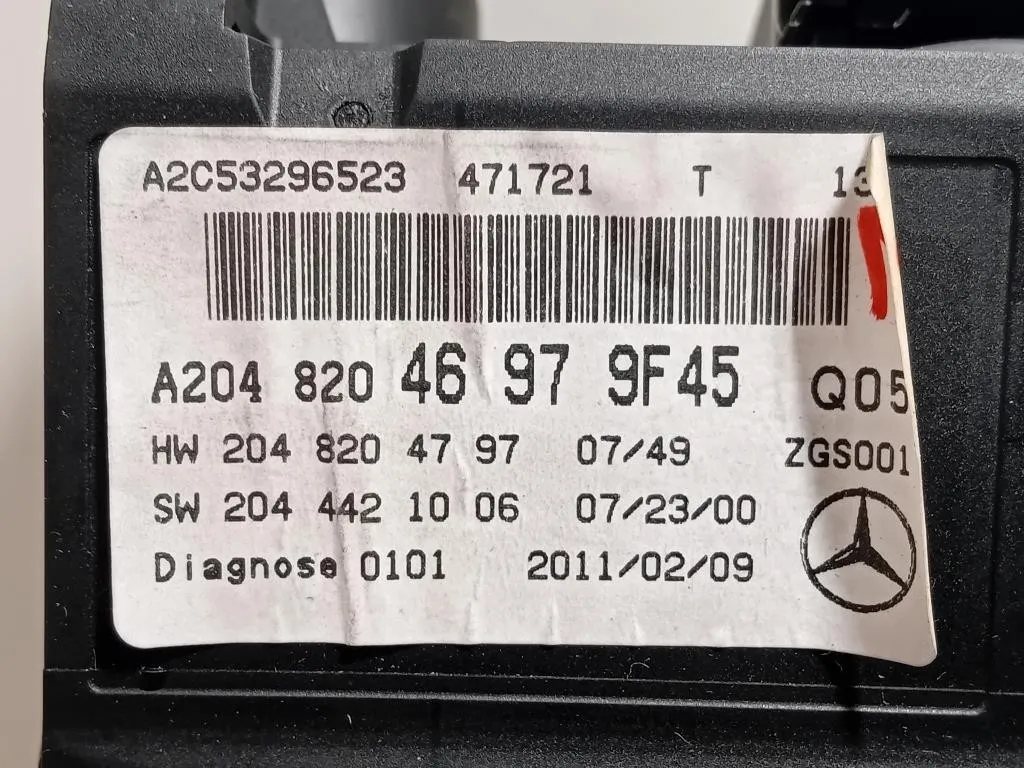 A2C53296523 471721 T 13
A204 820 46 97 9F45 Q05
HW 204 820 47 97 07/49 ZGS001
SW 204 442 10 06 07/23/00
Diagnose 0101 2011/02/09